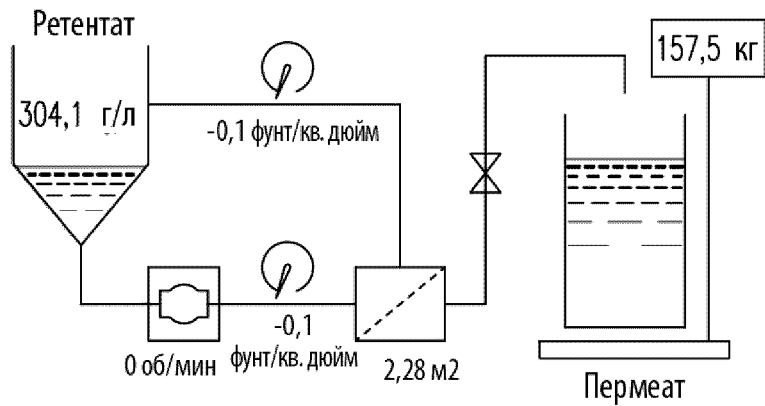 Ретентат
157,5 кг
304,1 г/л
-0,1 фунт/кв. дюйм
-0,1
фунт/кв. дюйм
0 об/мин
2,28 м2
Пермеат